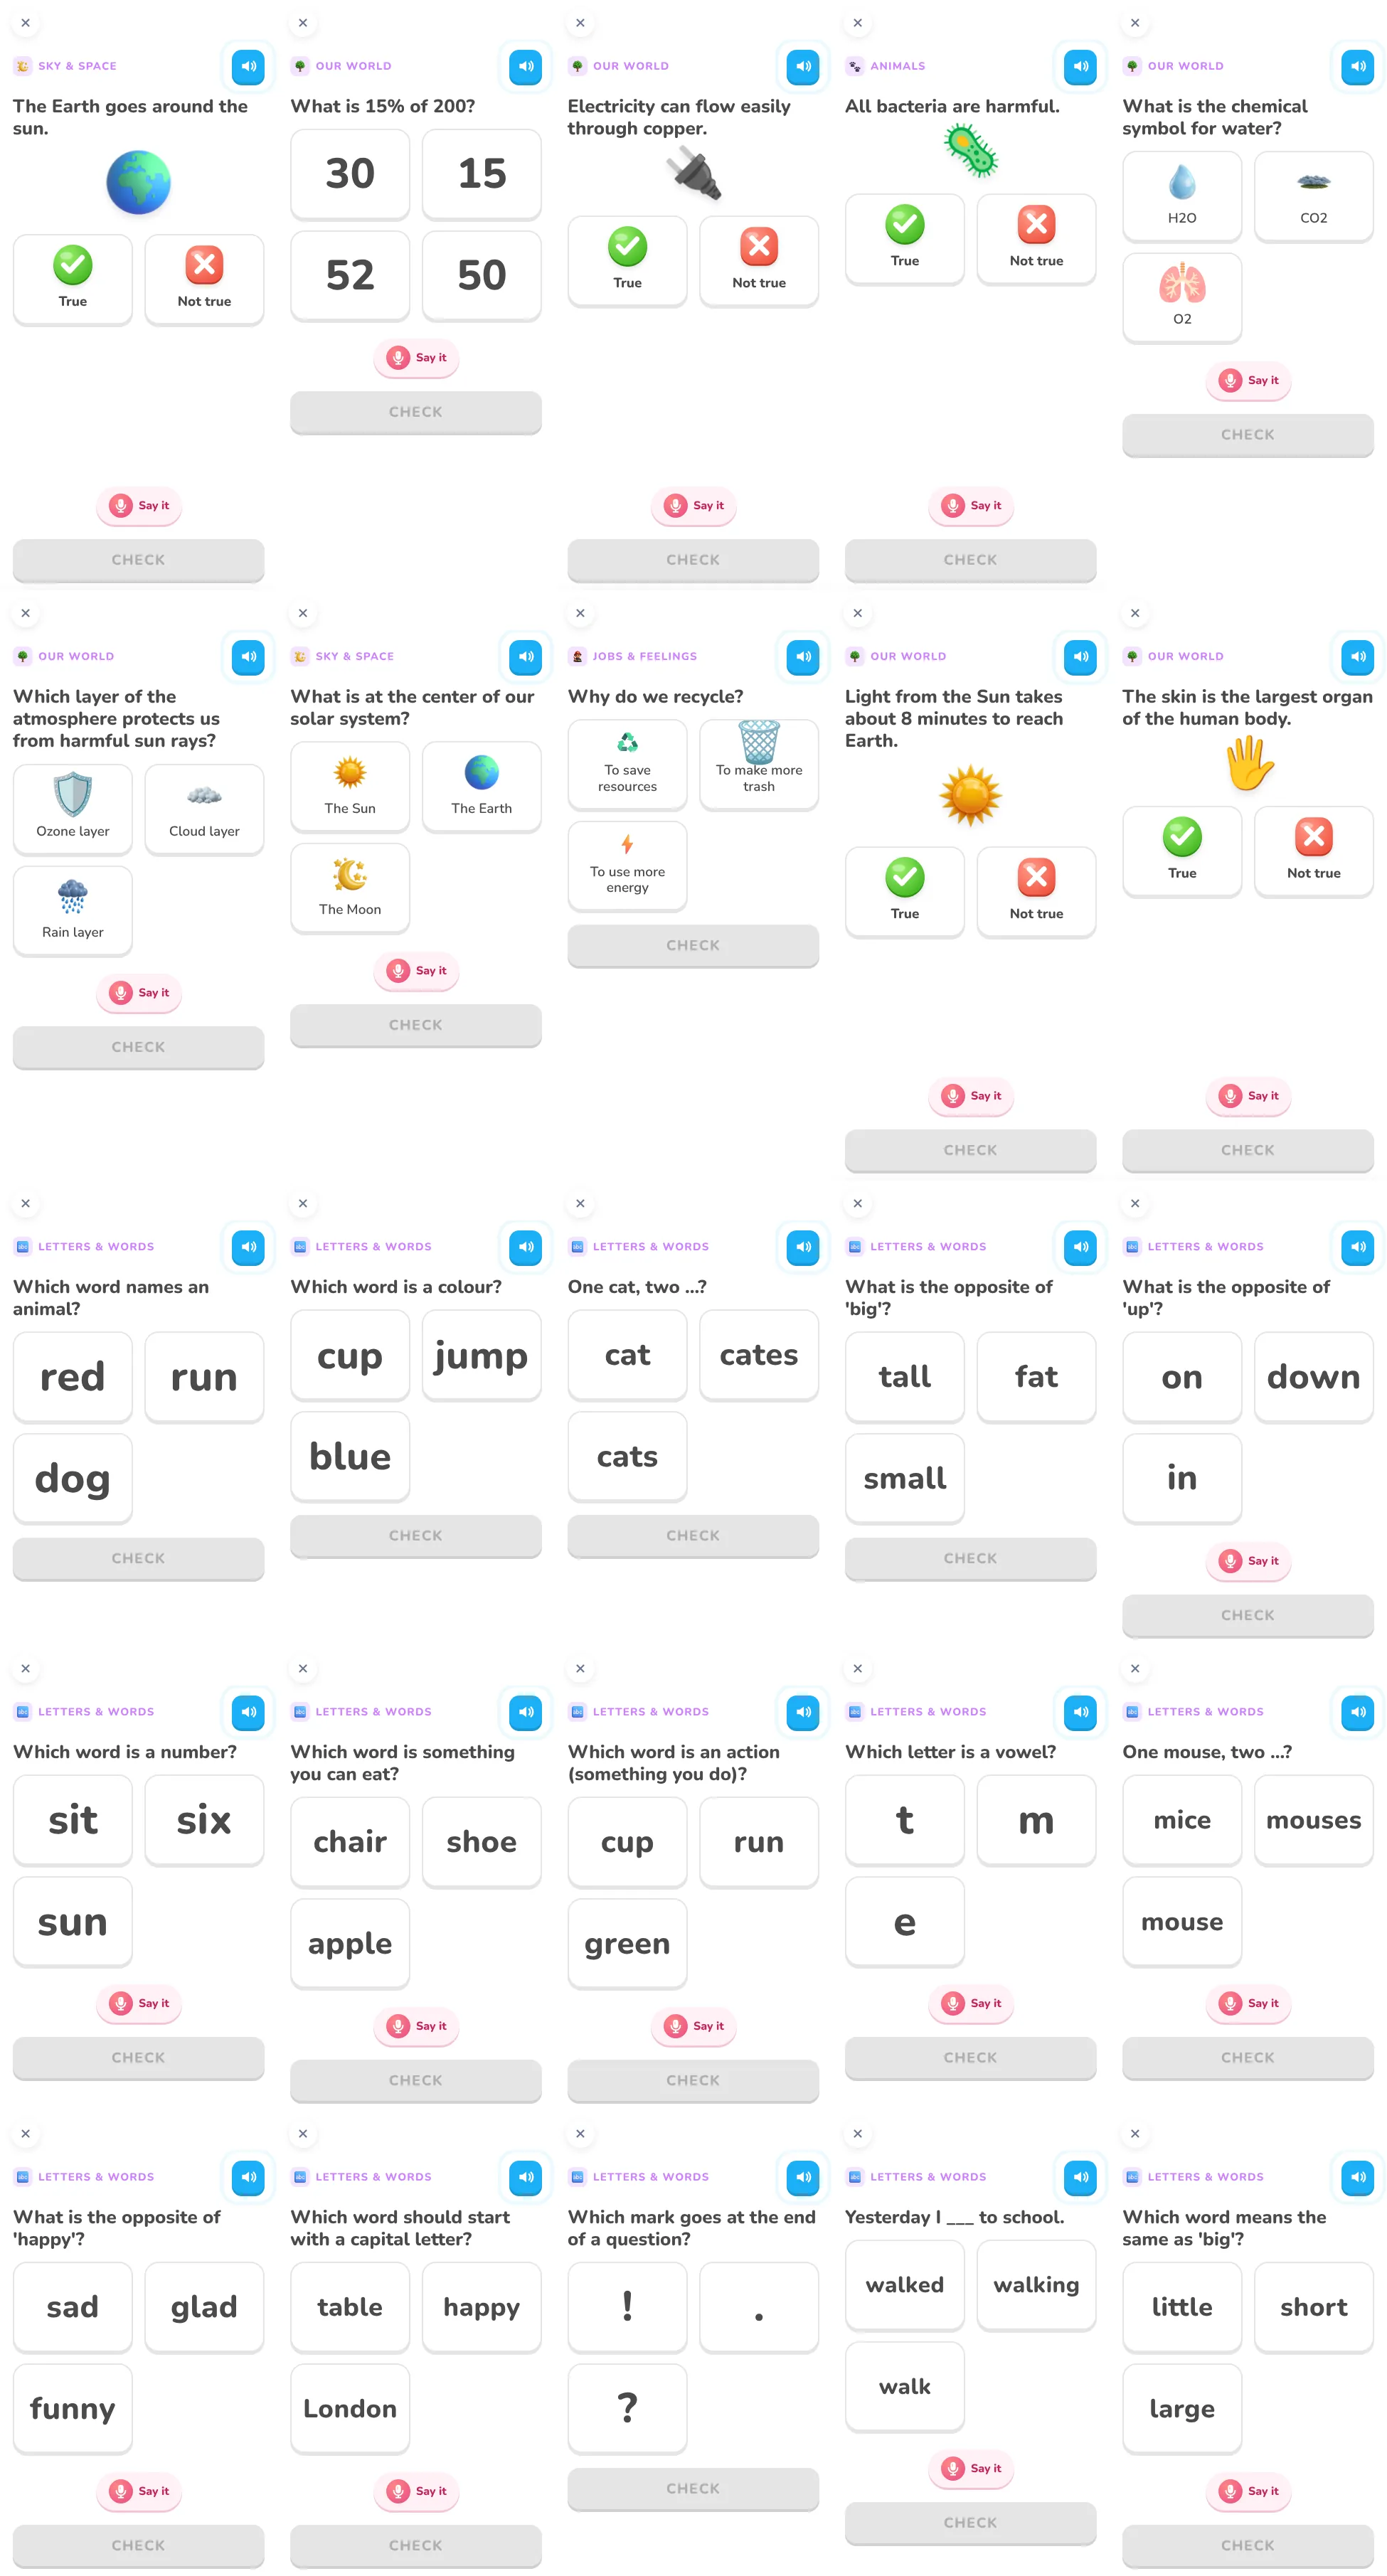 SKY & SPACE
The Earth goes around the
sun.
True
Not true
Say it
CHECK
OUR WORLD
What is 15% of 200?
30
15
52
50
Say it
CHECK
OUR WORLD
Electricity can flow easily
through copper.
True
Not true
Say it
CHECK
ANIMALS
All bacteria are harmful.
True
Not true
Say it
CHECK
OUR WORLD
What is the chemical
symbol for water?
H2O
CO2
O2
Say it
CHECK
OUR WORLD
Which layer of the
atmosphere protects us
from harmful sun rays?
Ozone layer
Cloud layer
Rain layer
Say it
CHECK
SKY & SPACE
What is at the center of our
solar system?
The Sun
The Earth
The Moon
Say it
CHECK
JOBS & FEELINGS
Why do we recycle?
To save
resources
To make more
trash
To use more
energy
CHECK
OUR WORLD
Light from the Sun takes
about 8 minutes to reach
Earth.
True
Not true
Say it
CHECK
OUR WORLD
The skin is the largest organ
of the human body.
True
Not true
Say it
CHECK
abc LETTERS & WORDS
Which word names an
animal?
red
run
dog
CHECK
abc LETTERS & WORDS
Which word is a colour?
cup
jump
blue
CHECK
abc LETTERS & WORDS
One cat, two ...?
cat
cates
cats
CHECK
abc LETTERS & WORDS
What is the opposite of
'big'?
tall
fat
small
CHECK
abc LETTERS & WORDS
What is the opposite of
'up'?
on
down
in
Say it
CHECK
abc LETTERS & WORDS
Which word is a number?
sit
six
sun
Say it
CHECK
abc LETTERS & WORDS
Which word is something
you can eat?
chair
shoe
apple
Say it
CHECK
abc LETTERS & WORDS
Which word is an action
(something you do)?
cup
run
green
Say it
CHECK
abc LETTERS & WORDS
Which letter is a vowel?
t
m
e
Say it
CHECK
abc LETTERS & WORDS
One mouse, two ...?
mice
mouses
mouse
Say it
CHECK
abc LETTERS & WORDS
What is the opposite of
'happy'?
sad
glad
funny
Say it
CHECK
abc LETTERS & WORDS
Which word should start
with a capital letter?
table
happy
London
Say it
CHECK
abc LETTERS & WORDS
Which mark goes at the end
of a question?
!
.
?
CHECK
abc LETTERS & WORDS
Yesterday I ___ to school.
walked
walking
walk
Say it
CHECK
abc LETTERS & WORDS
Which word means the
same as 'big'?
little
short
large
Say it
CHECK